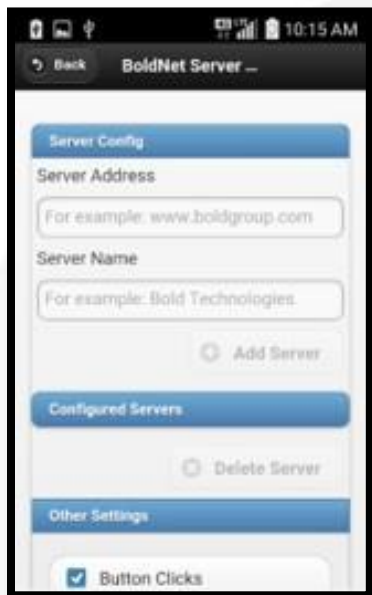 10:15 AM
Back BoldNet Server ...
Server Config
Server Address
For example: www.boldgroup.com
Server Name
For example: Bold Technologies
Add Server
Configured Servers
Delete Server
Other Settings
Button Clicks